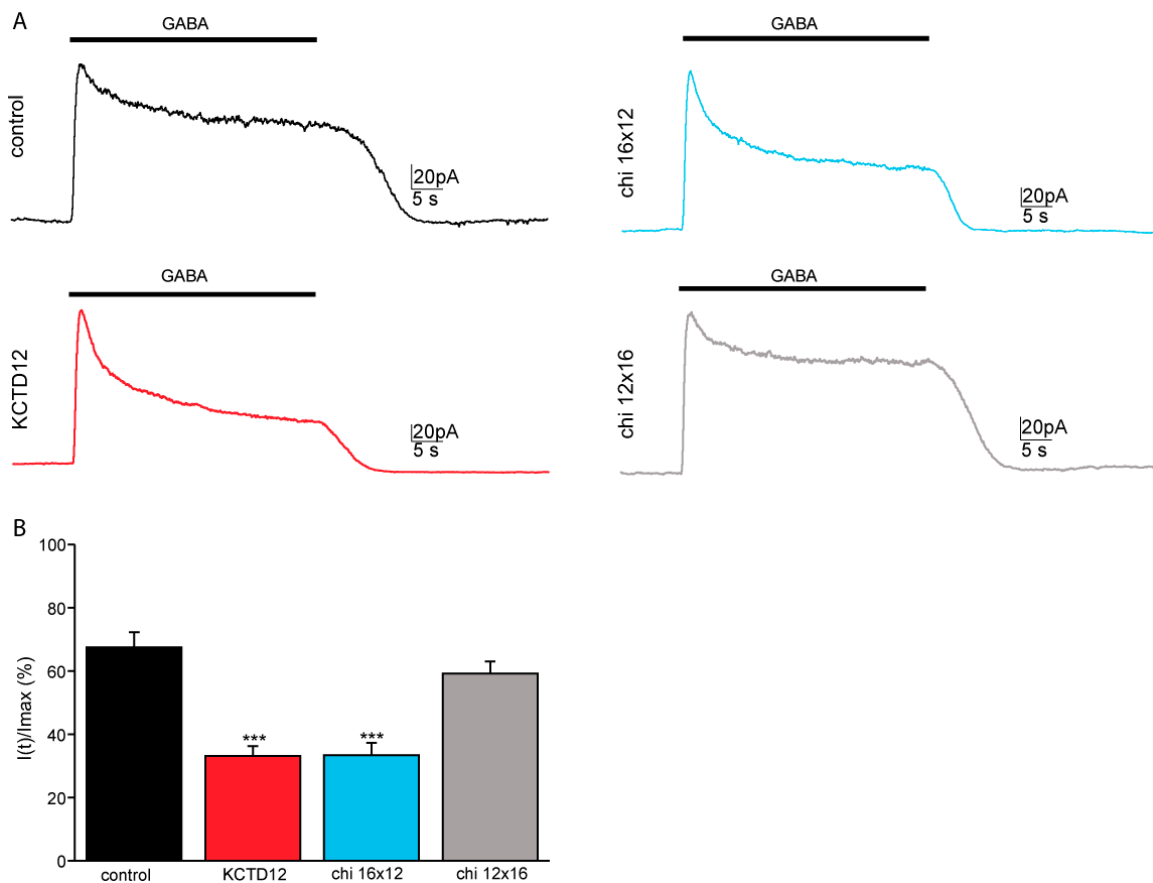 A
GABA
control
20pA
5 s
GABA
chi 16x12
20pA
5 s
GABA
KCTD12
20pA
5 s
GABA
chi 12x16
20pA
5 s
B
I(t)/Imax (%)
100
80
60
40
20
0
***
***
control
KCTD12
chi 16x12
chi 12x16